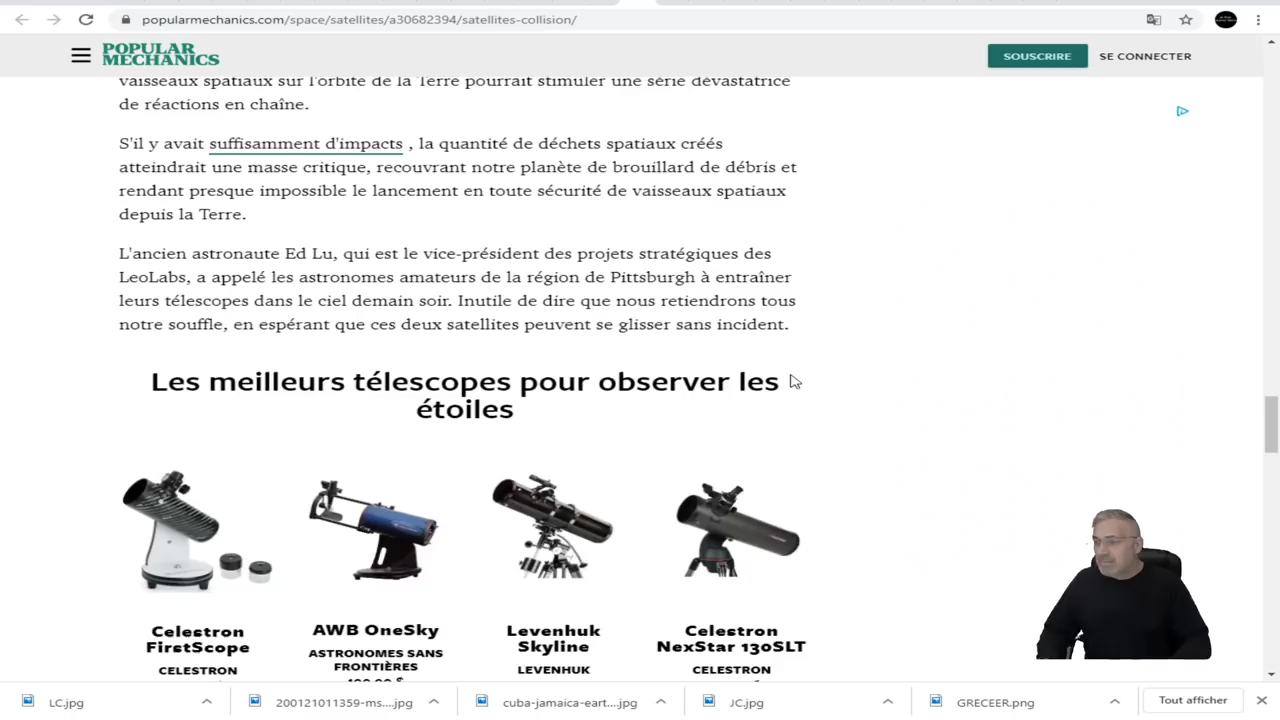 popularmechanics.com/space/satellites/a30682394/satellites-collision/
POPULAR
MECHANICS
SOUSCRIRE
SE CONNECTER
vaisseaux spatiaux sur l'orbite de la Terre pourrait stimuler une série dévastatrice
de réactions en chaîne.
S'il y avait suffisamment d'impacts , la quantité de déchets spatiaux créés
atteindrait une masse critique, recouvrant notre planète de brouillard de débris et
rendant presque impossible le lancement en toute sécurité de vaisseaux spatiaux
depuis la Terre.
L'ancien astronaute Ed Lu, qui est le vice-président des projets stratégiques des
LeoLabs, a appelé les astronomes amateurs de la région de Pittsburgh à entraîner
leurs télescopes dans le ciel demain soir. Inutile de dire que nous retiendrons tous
notre souffle, en espérant que ces deux satellites peuvent se glisser sans incident.
Les meilleurs télescopes pour observer les
étoiles
Celestron
FirstScope
CELESTRON
AWB OneSky
ASTRONOMES SANS
FRONTIÈRES
Levenhuk
Skyline
LEVENHUK
Celestron
NexStar 130SLT
CELESTRON
LC.jpg
200121011359-ms....jpg
cuba-jamaica-eart....jpg
JC.jpg
GRECEER.png
Tout afficher